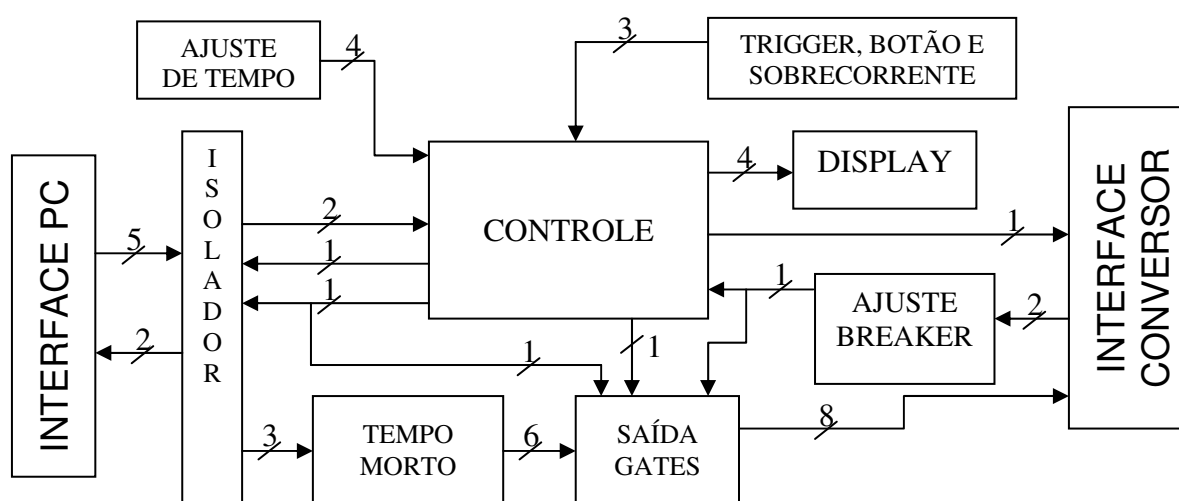 AJUSTE
DE TEMPO
4
3
TRIGGER, BOTÃO E
SOBRECORRENTE
INTERFACE PC
5
2
ISOLADOR
2
1
1
CONTROLE
4
DISPLAY
1
1
AJUSTE
BREAKER
2
INTERFACE
CONVERSOR
1
1
3
TEMPO
MORTO
6
SAÍDA
GATES
8